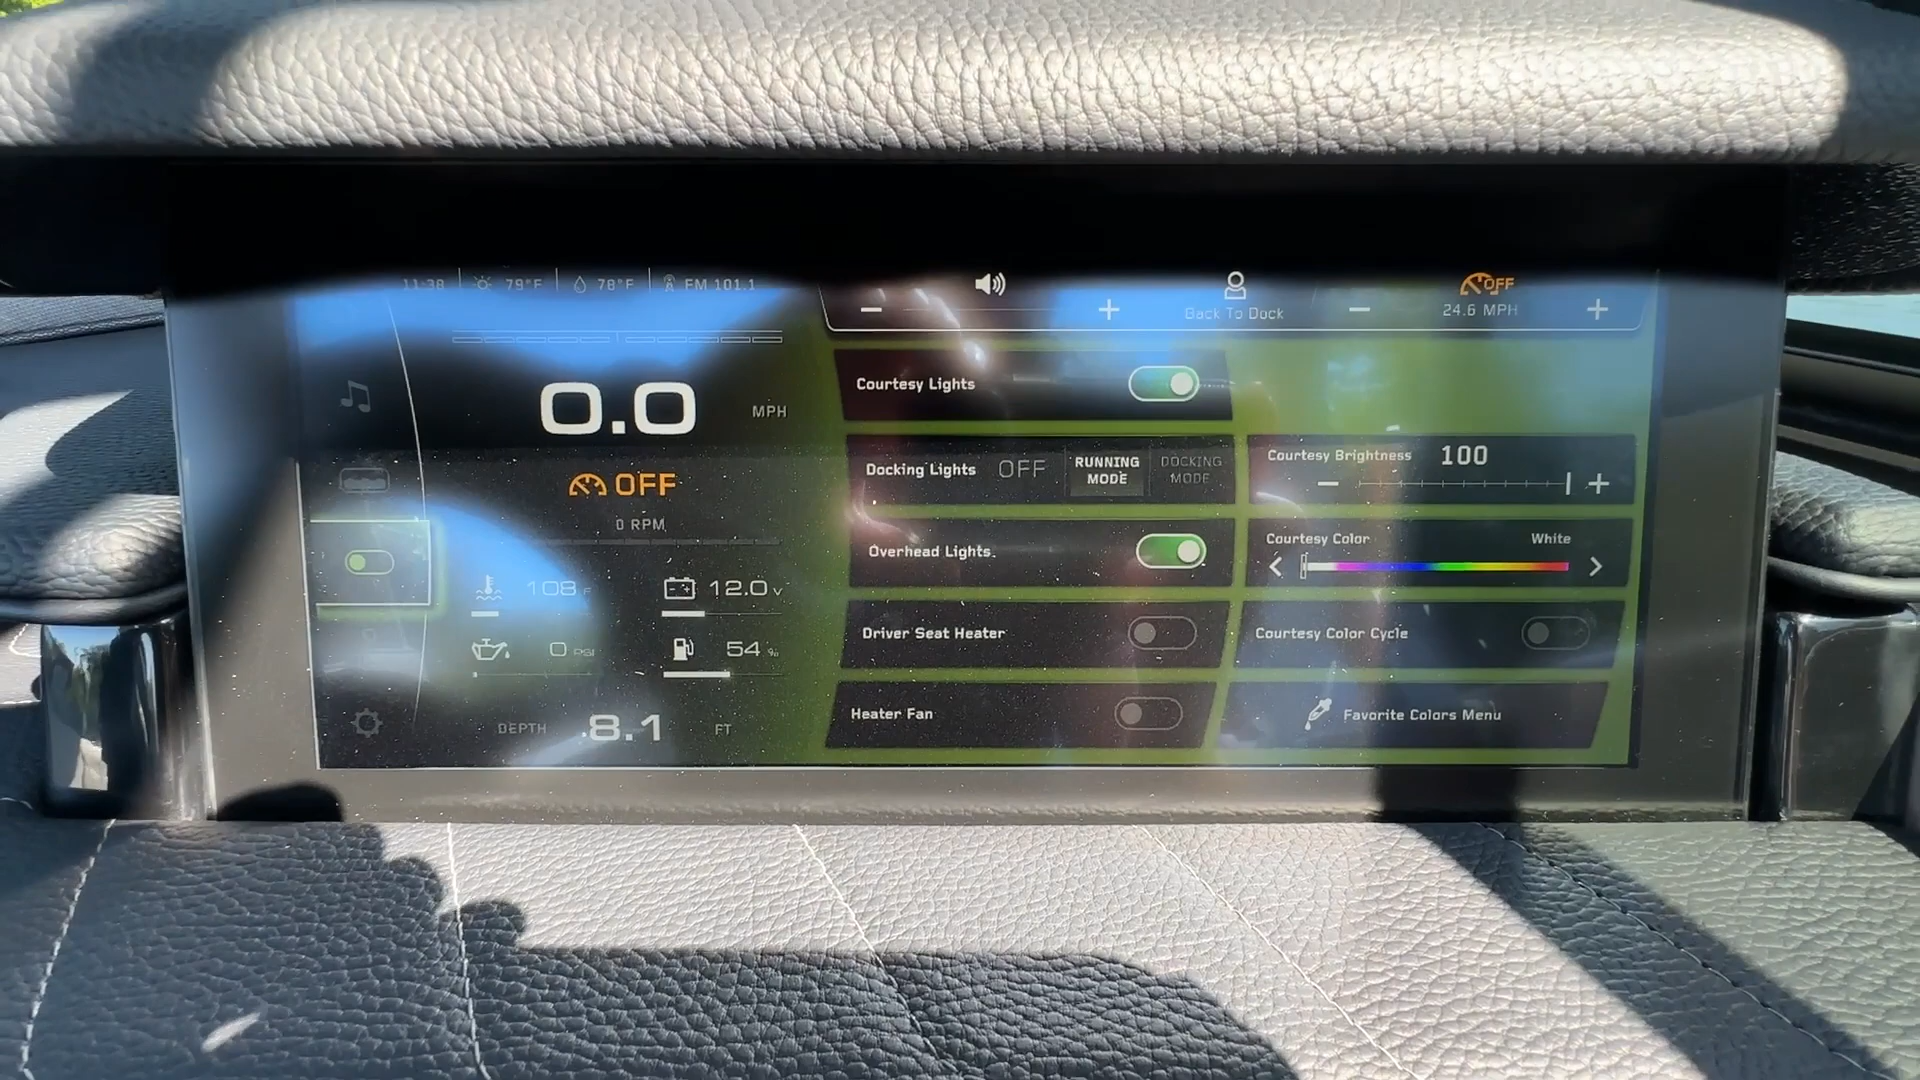 11:38 79°F 78°F FM 101.1
Back To Dock
OFF
24.6 MPH
0.0 MPH
OFF
0 RPM
108 F 12.0 V
0 PSI 54 %
DEPTH 8.1 FT
Courtesy Lights
Docking Lights OFF RUNNING MODE DOCKING MODE
Overhead Lights
Driver Seat Heater
Heater Fan
Courtesy Brightness 100
Courtesy Color White
Courtesy Color Cycle
Favorite Colors Menu